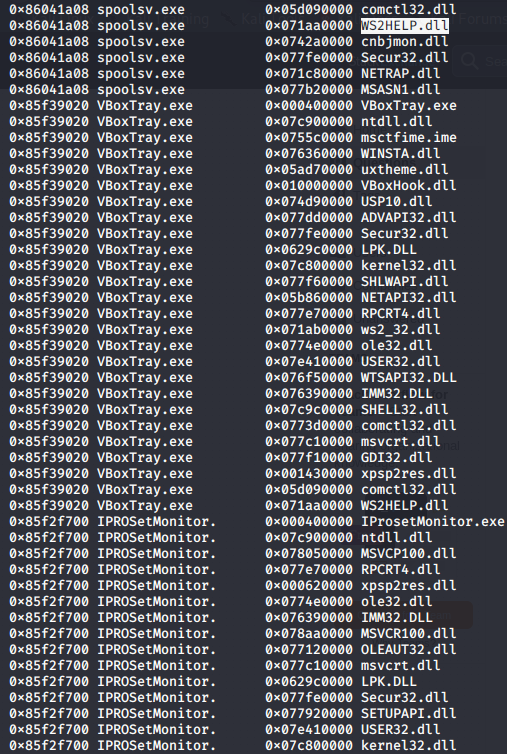 0x86041a08 spoolsv.exe 0x05d090000 comctl32.dll
0x86041a08 spoolsv.exe 0x071aa0000 WS2HELP.dll
0x86041a08 spoolsv.exe 0x0742a0000 cnbjmon.dll
0x86041a08 spoolsv.exe 0x077fe0000 Secur32.dll
0x86041a08 spoolsv.exe 0x071c80000 NETRAP.dll
0x86041a08 spoolsv.exe 0x077b20000 MSASN1.dll
0x85f39020 VBoxTray.exe 0x000400000 VBoxTray.exe
0x85f39020 VBoxTray.exe 0x07c900000 ntdll.dll
0x85f39020 VBoxTray.exe 0x0755c0000 msctfime.ime
0x85f39020 VBoxTray.exe 0x076360000 WINSTA.dll
0x85f39020 VBoxTray.exe 0x05ad70000 uxtheme.dll
0x85f39020 VBoxTray.exe 0x010000000 VBoxHook.dll
0x85f39020 VBoxTray.exe 0x074d90000 USP10.dll
0x85f39020 VBoxTray.exe 0x077dd0000 ADVAPI32.dll
0x85f39020 VBoxTray.exe 0x077fe0000 Secur32.dll
0x85f39020 VBoxTray.exe 0x0629c0000 LPK.DLL
0x85f39020 VBoxTray.exe 0x07c800000 kernel32.dll
0x85f39020 VBoxTray.exe 0x077f60000 SHLWAPI.dll
0x85f39020 VBoxTray.exe 0x05b860000 NETAPI32.dll
0x85f39020 VBoxTray.exe 0x077e70000 RPCRT4.dll
0x85f39020 VBoxTray.exe 0x071ab0000 ws2_32.dll
0x85f39020 VBoxTray.exe 0x0774e0000 ole32.dll
0x85f39020 VBoxTray.exe 0x07e410000 USER32.dll
0x85f39020 VBoxTray.exe 0x076f50000 WTSAPI32.DLL
0x85f39020 VBoxTray.exe 0x076390000 IMM32.DLL
0x85f39020 VBoxTray.exe 0x07c9c0000 SHELL32.dll
0x85f39020 VBoxTray.exe 0x0773d0000 comctl32.dll
0x85f39020 VBoxTray.exe 0x077c10000 msvcrt.dll
0x85f39020 VBoxTray.exe 0x077f10000 GDI32.dll
0x85f39020 VBoxTray.exe 0x001430000 xpsp2res.dll
0x85f39020 VBoxTray.exe 0x05d090000 comctl32.dll
0x85f39020 VBoxTray.exe 0x071aa0000 WS2HELP.dll
0x85f2f700 IPROSetMonitor. 0x000400000 IProsetMonitor.exe
0x85f2f700 IPROSetMonitor. 0x07c900000 ntdll.dll
0x85f2f700 IPROSetMonitor. 0x078050000 MSVCP100.dll
0x85f2f700 IPROSetMonitor. 0x077e70000 RPCRT4.dll
0x85f2f700 IPROSetMonitor. 0x000620000 xpsp2res.dll
0x85f2f700 IPROSetMonitor. 0x0774e0000 ole32.dll
0x85f2f700 IPROSetMonitor. 0x076390000 IMM32.DLL
0x85f2f700 IPROSetMonitor. 0x078aa0000 MSVCR100.dll
0x85f2f700 IPROSetMonitor. 0x077120000 OLEAUT32.dll
0x85f2f700 IPROSetMonitor. 0x077c10000 msvcrt.dll
0x85f2f700 IPROSetMonitor. 0x0629c0000 LPK.DLL
0x85f2f700 IPROSetMonitor. 0x077fe0000 Secur32.dll
0x85f2f700 IPROSetMonitor. 0x077920000 SETUPAPI.dll
0x85f2f700 IPROSetMonitor. 0x07e410000 USER32.dll
0x85f2f700 IPROSetMonitor. 0x07c800000 kernel32.dll